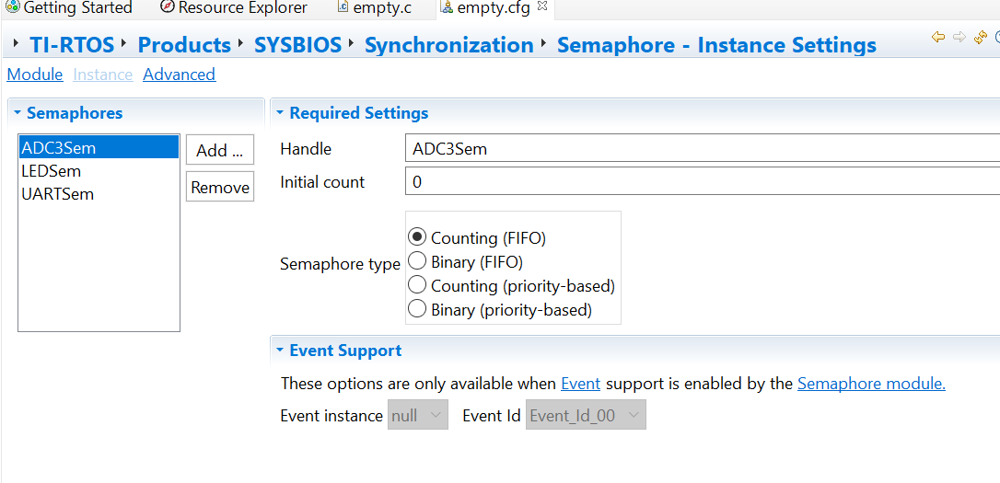 Getting Started Resource Explorer empty.c empty.cfg
TI-RTOS Products SYSBIOS Synchronization Semaphore - Instance Settings
Module Instance Advanced
Semaphores
ADC3Sem
LEDSem
UARTSem
Add ...
Remove
Required Settings
Handle ADC3Sem
Initial count 0
Semaphore type
Counting (FIFO)
Binary (FIFO)
Counting (priority-based)
Binary (priority-based)
Event Support
These options are only available when Event support is enabled by the Semaphore module.
Event instance null Event Id Event_Id_00